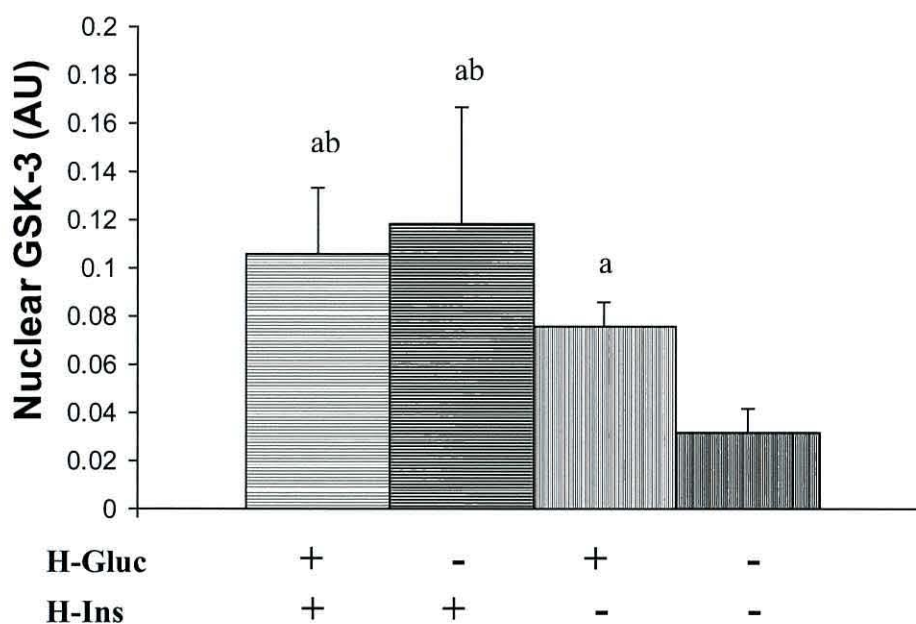 Nuclear GSK-3 (AU)
0.2
0.18
0.16
0.14
0.12
0.1
0.08
0.06
0.04
0.02
0
ab
ab
a
H-Gluc + - + -
H-Ins + + - -